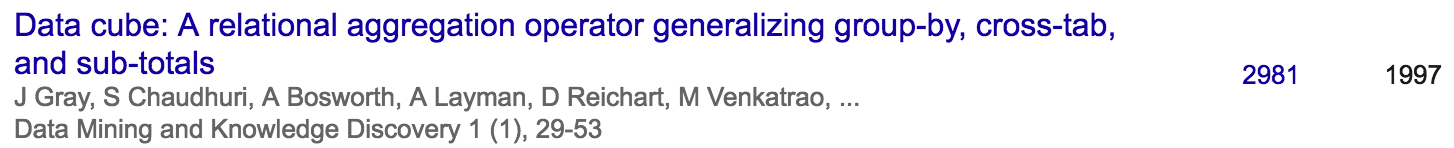 Data cube: A relational aggregation operator generalizing group-by, cross-tab,
and sub-totals
2981 1997
J Gray, S Chaudhuri, A Bosworth, A Layman, D Reichart, M Venkatrao, ...
Data Mining and Knowledge Discovery 1 (1), 29-53